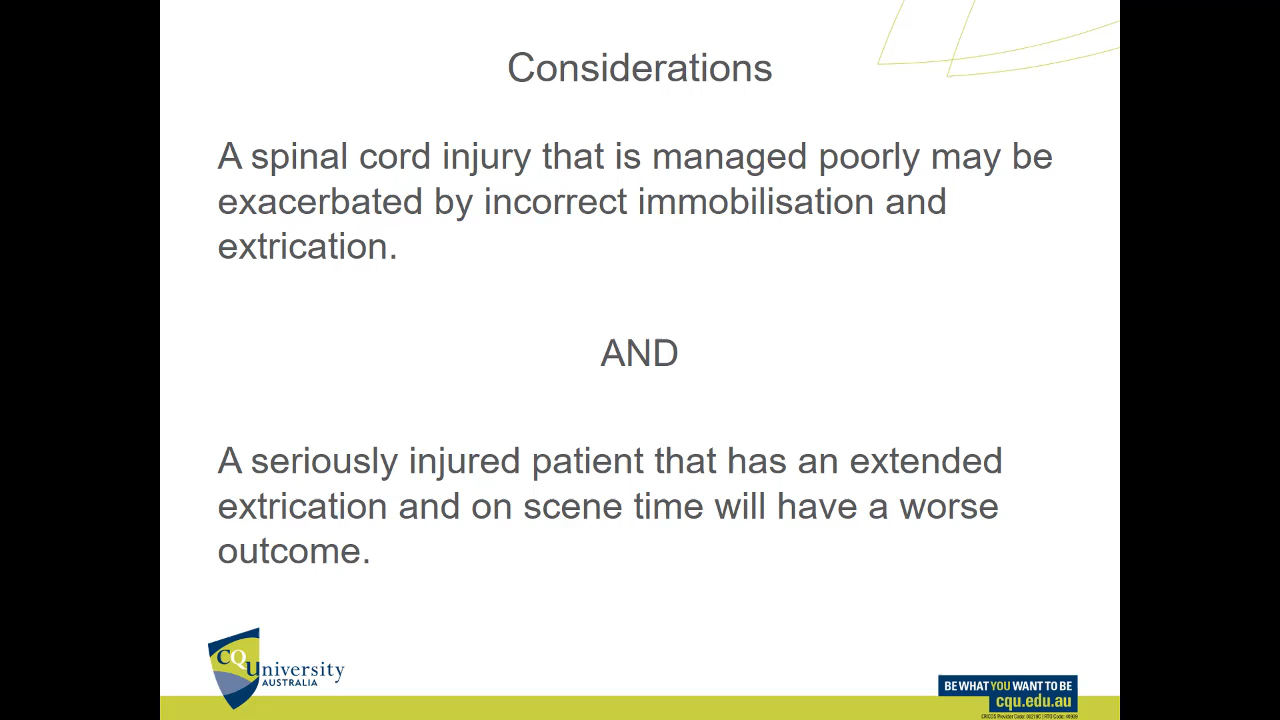 Considerations
A spinal cord injury that is managed poorly may be
exacerbated by incorrect immobilisation and
extrication.
AND
A seriously injured patient that has an extended
extrication and on scene time will have a worse
outcome.
CQUniversity
AUSTRALIA
BE WHAT YOU WANT TO BE
cqu.edu.au